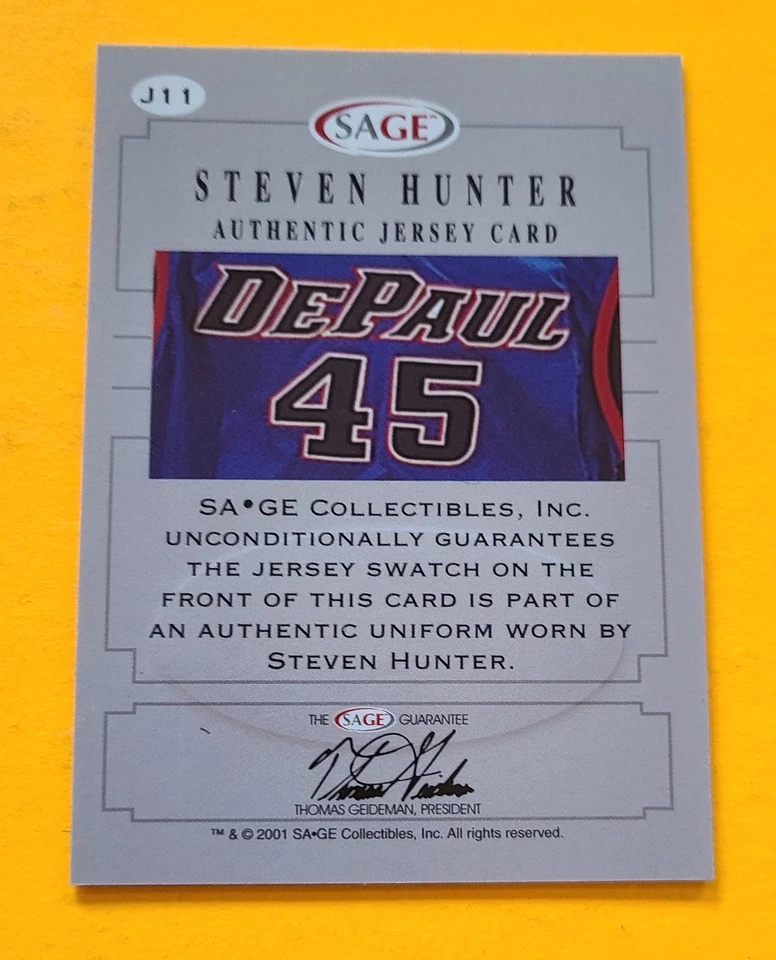 J11
SAGE™
STEVEN HUNTER
AUTHENTIC JERSEY CARD
DEPAUL
45
SA•GE COLLECTIBLES, INC.
UNCONDITIONALLY GUARANTEES
THE JERSEY SWATCH ON THE
FRONT OF THIS CARD IS PART OF
AN AUTHENTIC UNIFORM WORN BY
STEVEN HUNTER.
THE SAGE GUARANTEE
THOMAS GEIDEMAN, PRESIDENT
™ & © 2001 SA•GE Collectibles, Inc. All rights reserved.